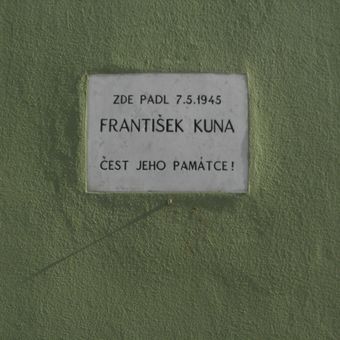 ZDE PADL 7.5.1945
FRANTIŠEK KUNA
ČEST JEHO PAMÁTCE!